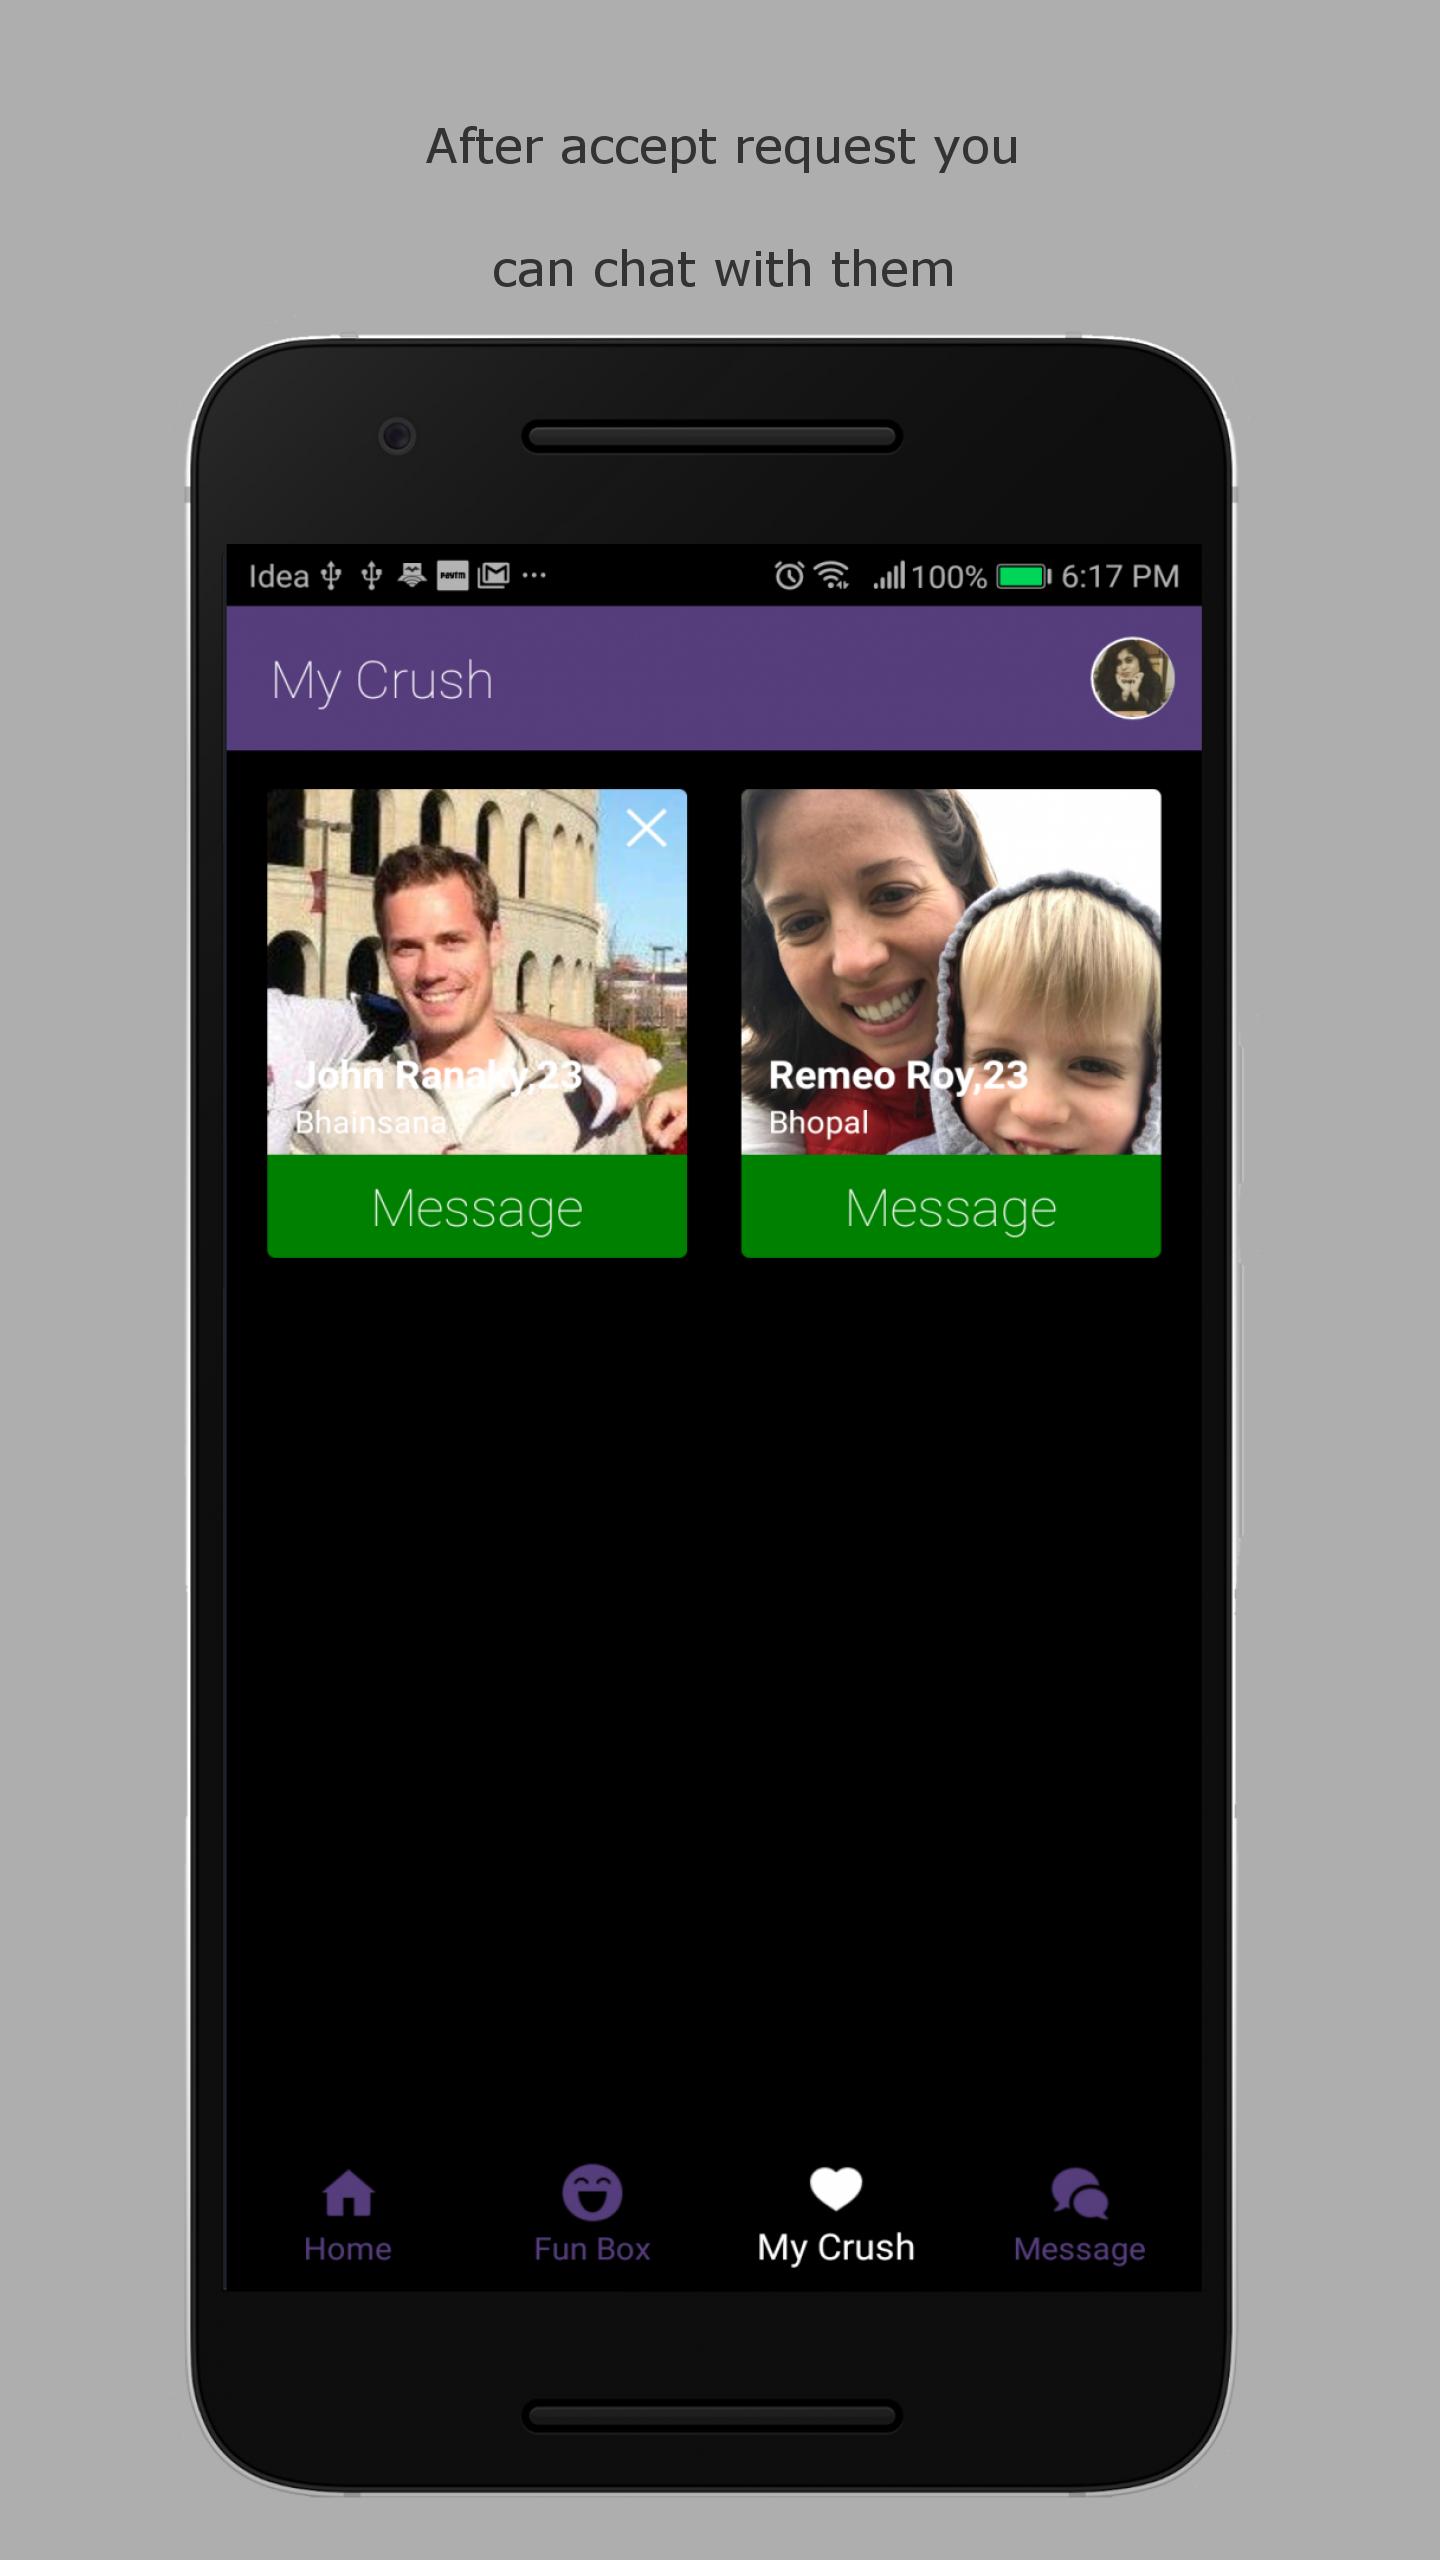 After accept request you
can chat with them
Idea Paytm ... 100% 6:17 PM
My Crush
John Ranaky,23
Bhainsana
Message
Remeo Roy,23
Bhopal
Message
Home Fun Box My Crush Message